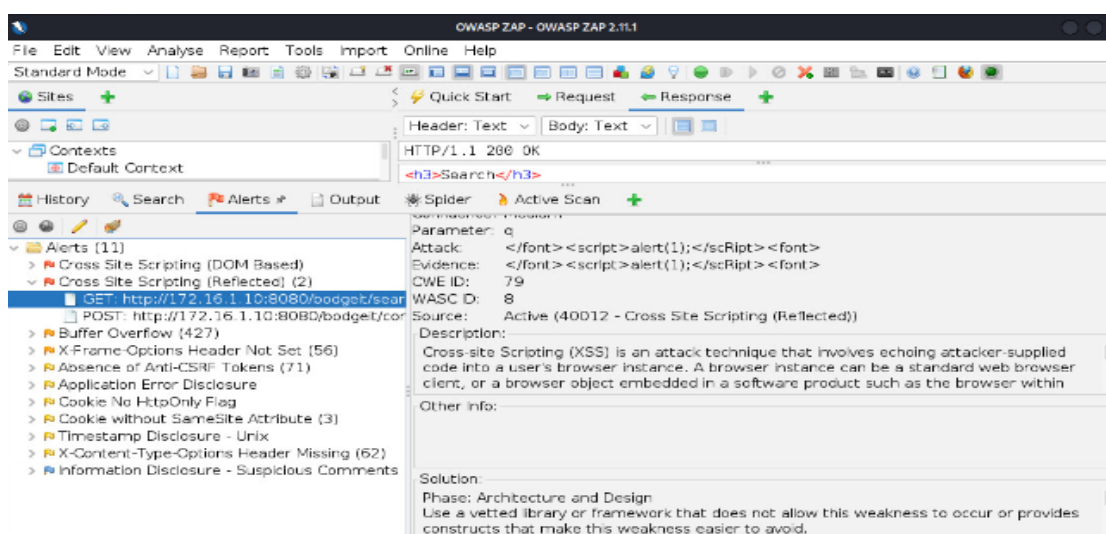 OWASP ZAP - OWASP ZAP 2.11.1
File Edit View Analyse Report Tools Import Online Help
Standard Mode
Sites
Quick Start Request Response
Header: Text Body: Text
Contexts
Default Context
HTTP/1.1 200 OK
<h3>Search</h3>
History Search Alerts Output Spider Active Scan
Alerts (11)
Cross Site Scripting (DOM Based)
Cross Site Scripting (Reflected) (2)
GET: http://172.16.1.10:8080/bodgeit/sear
POST: http://172.16.1.10:8080/bodgeit/cor
Buffer Overflow (427)
X-Frame-Options Header Not Set (56)
Absence of Anti-CSRF Tokens (71)
Application Error Disclosure
Cookie No HttpOnly Flag
Cookie without SameSite Attribute (3)
Timestamp Disclosure - Unix
X-Content-Type-Options Header Missing (62)
Information Disclosure - Suspicious Comments
Parameter: q
Attack: </font><script>alert(1);</scRipt><font>
Evidence: </font><script>alert(1);</scRipt><font>
CWE ID: 79
WASC ID: 8
Source: Active (40012 - Cross Site Scripting (Reflected))
Description:
Cross-site Scripting (XSS) is an attack technique that involves echoing attacker-supplied
code into a user's browser instance. A browser instance can be a standard web browser
client, or a browser object embedded in a software product such as the browser within
Other info:
Solution:
Phase: Architecture and Design
Use a vetted library or framework that does not allow this weakness to occur or provides
constructs that make this weakness easier to avoid.